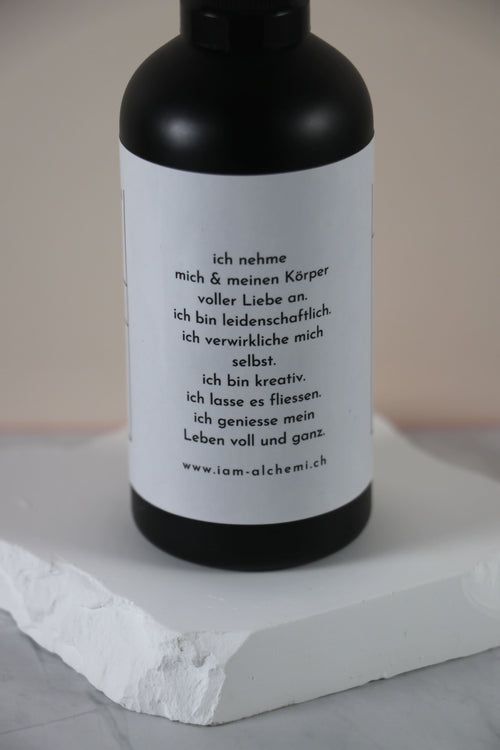 ich nehme
mich & meinen Körper
voller Liebe an.
ich bin leidenschaftlich.
ich verwirkliche mich
selbst.
ich bin kreativ.
ich lasse es fliessen.
ich geniesse mein
Leben voll und ganz.
www.iam-alchemi.ch